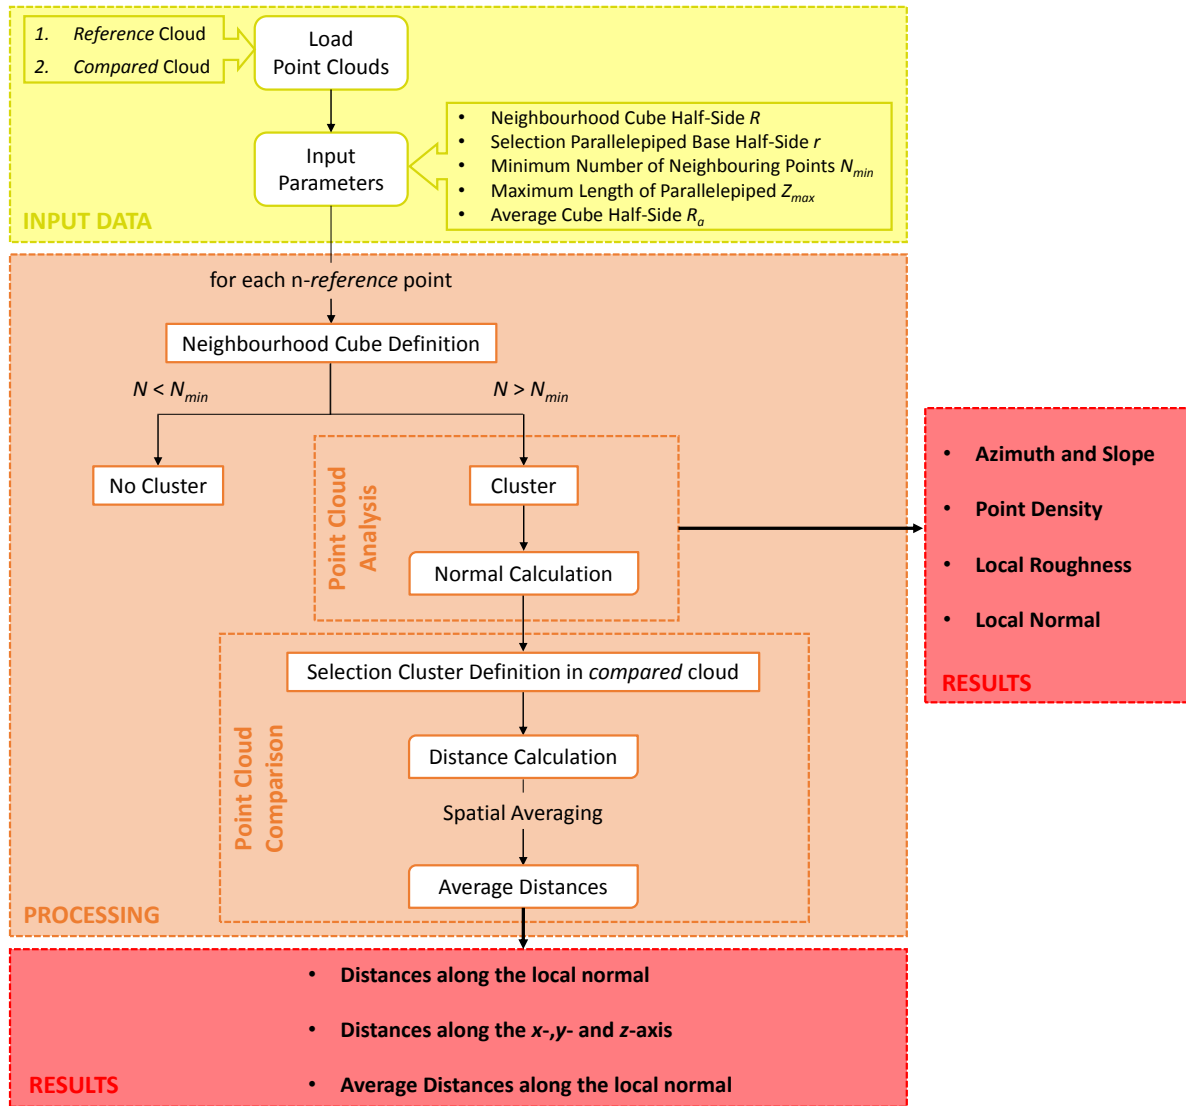 1. Reference Cloud
2. Compared Cloud
Load
Point Clouds
Input
Parameters
• Neighbourhood Cube Half-Side R
• Selection Parallelepiped Base Half-Side r
• Minimum Number of Neighbouring Points Nmin
• Maximum Length of Parallelepiped Zmax
• Average Cube Half-Side Ra
INPUT DATA
for each n-reference point
Neighbourhood Cube Definition
N < Nmin
N > Nmin
No Cluster
Point Cloud
Analysis
Cluster
Normal Calculation
• Azimuth and Slope
• Point Density
• Local Roughness
• Local Normal
RESULTS
Point Cloud
Comparison
Selection Cluster Definition in compared cloud
Distance Calculation
Spatial Averaging
Average Distances
PROCESSING
• Distances along the local normal
• Distances along the x-,y- and z-axis
• Average Distances along the local normal
RESULTS